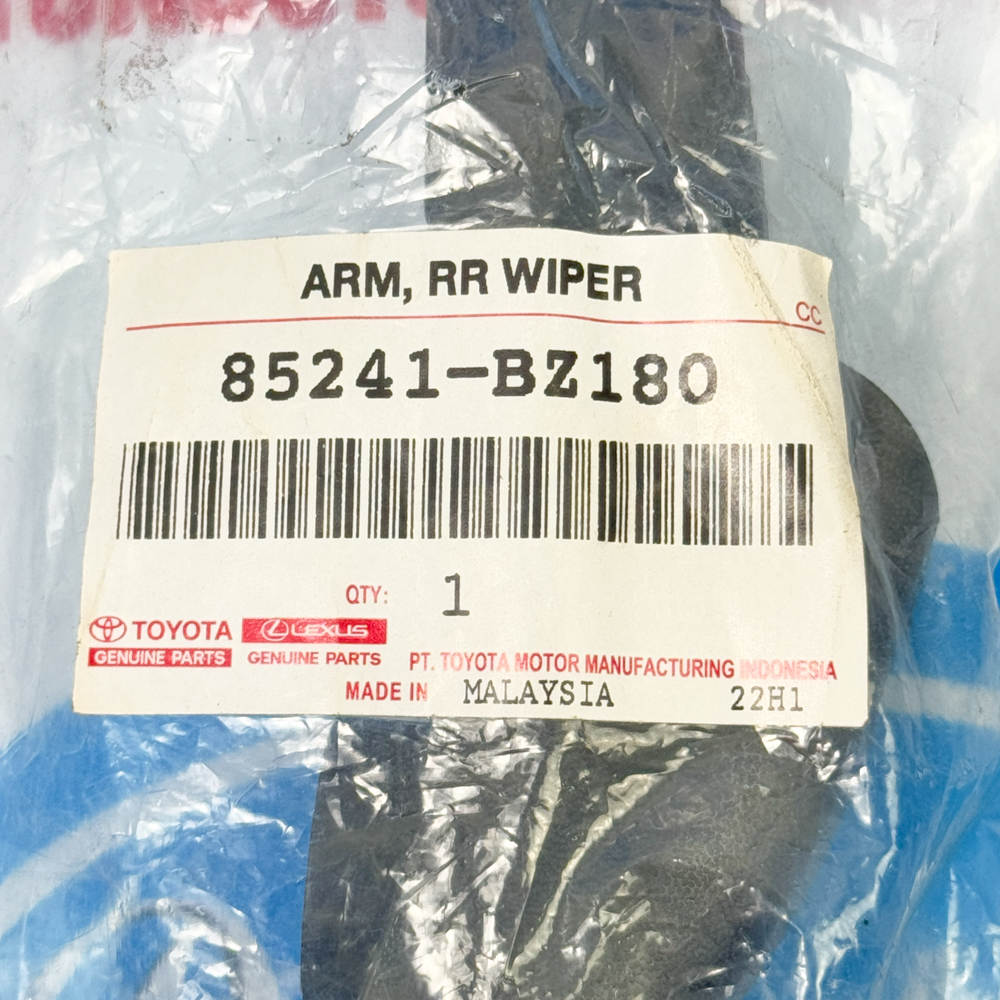 ARM, RR WIPER
CC
85241-BZ180
QTY: 1
TOYOTA LEXUS
GENUINE PARTS GENUINE PARTS
PT. TOYOTA MOTOR MANUFACTURING INDONESIA
MADE IN MALAYSIA 22H1